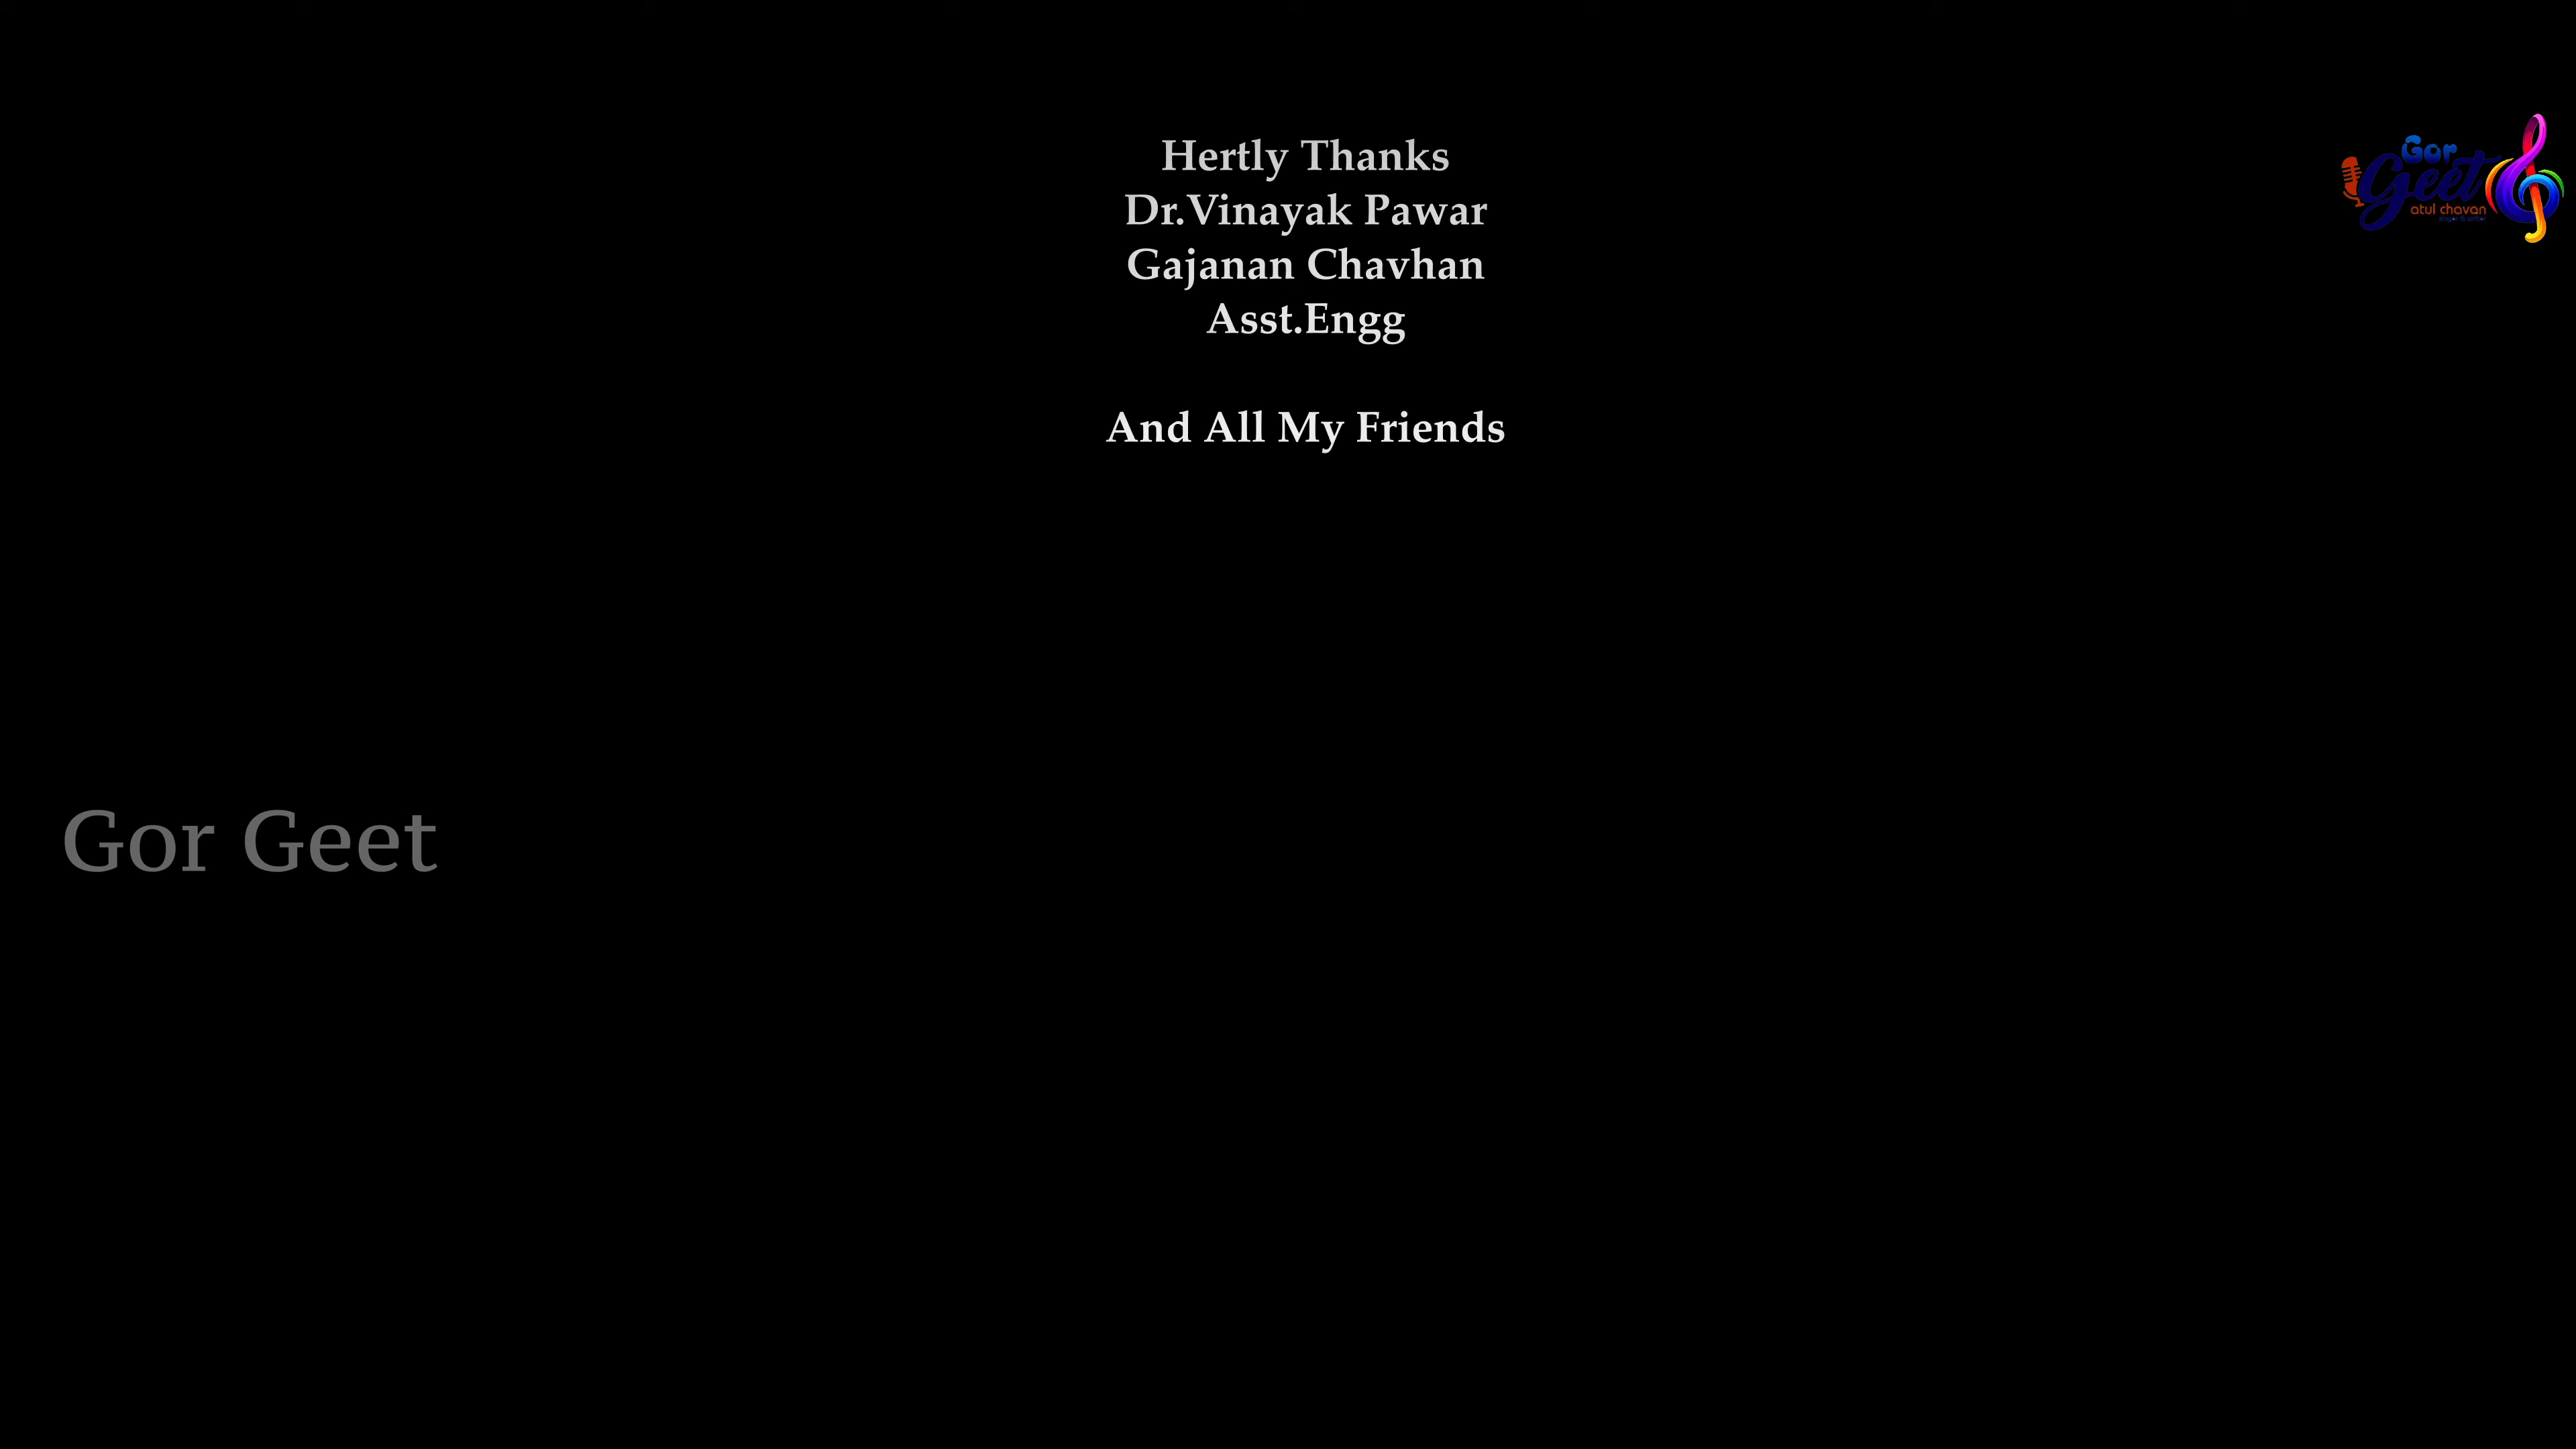 Hertly Thanks
Dr.Vinayak Pawar
Gajanan Chavhan
Asst.Engg
And All My Friends
Gor
Geet
atul chavan
Gor Geet